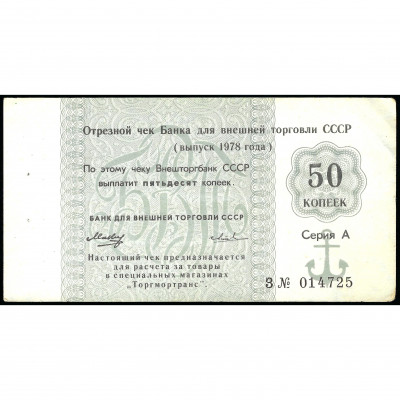 Отрезной чек Банка для внешней торговли СССР
(выпуск 1978 года)
По этому чеку Внешторгбанк СССР
выплатит пятьдесят копеек.
50
КОПЕЕК
БАНК ДЛЯ ВНЕШНЕЙ ТОРГОВЛИ СССР
Серия А
Настоящий чек предназначается
для расчета за товары
в специальных магазинах
„Торгмортранс".
З № 014725